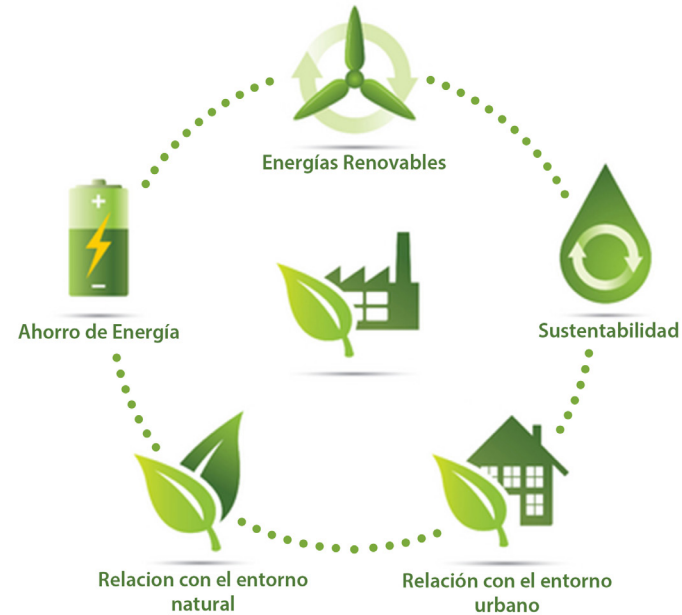 Energías Renovables
Ahorro de Energía
Sustentabilidad
Relacion con el entorno
natural
Relación con el entorno
urbano